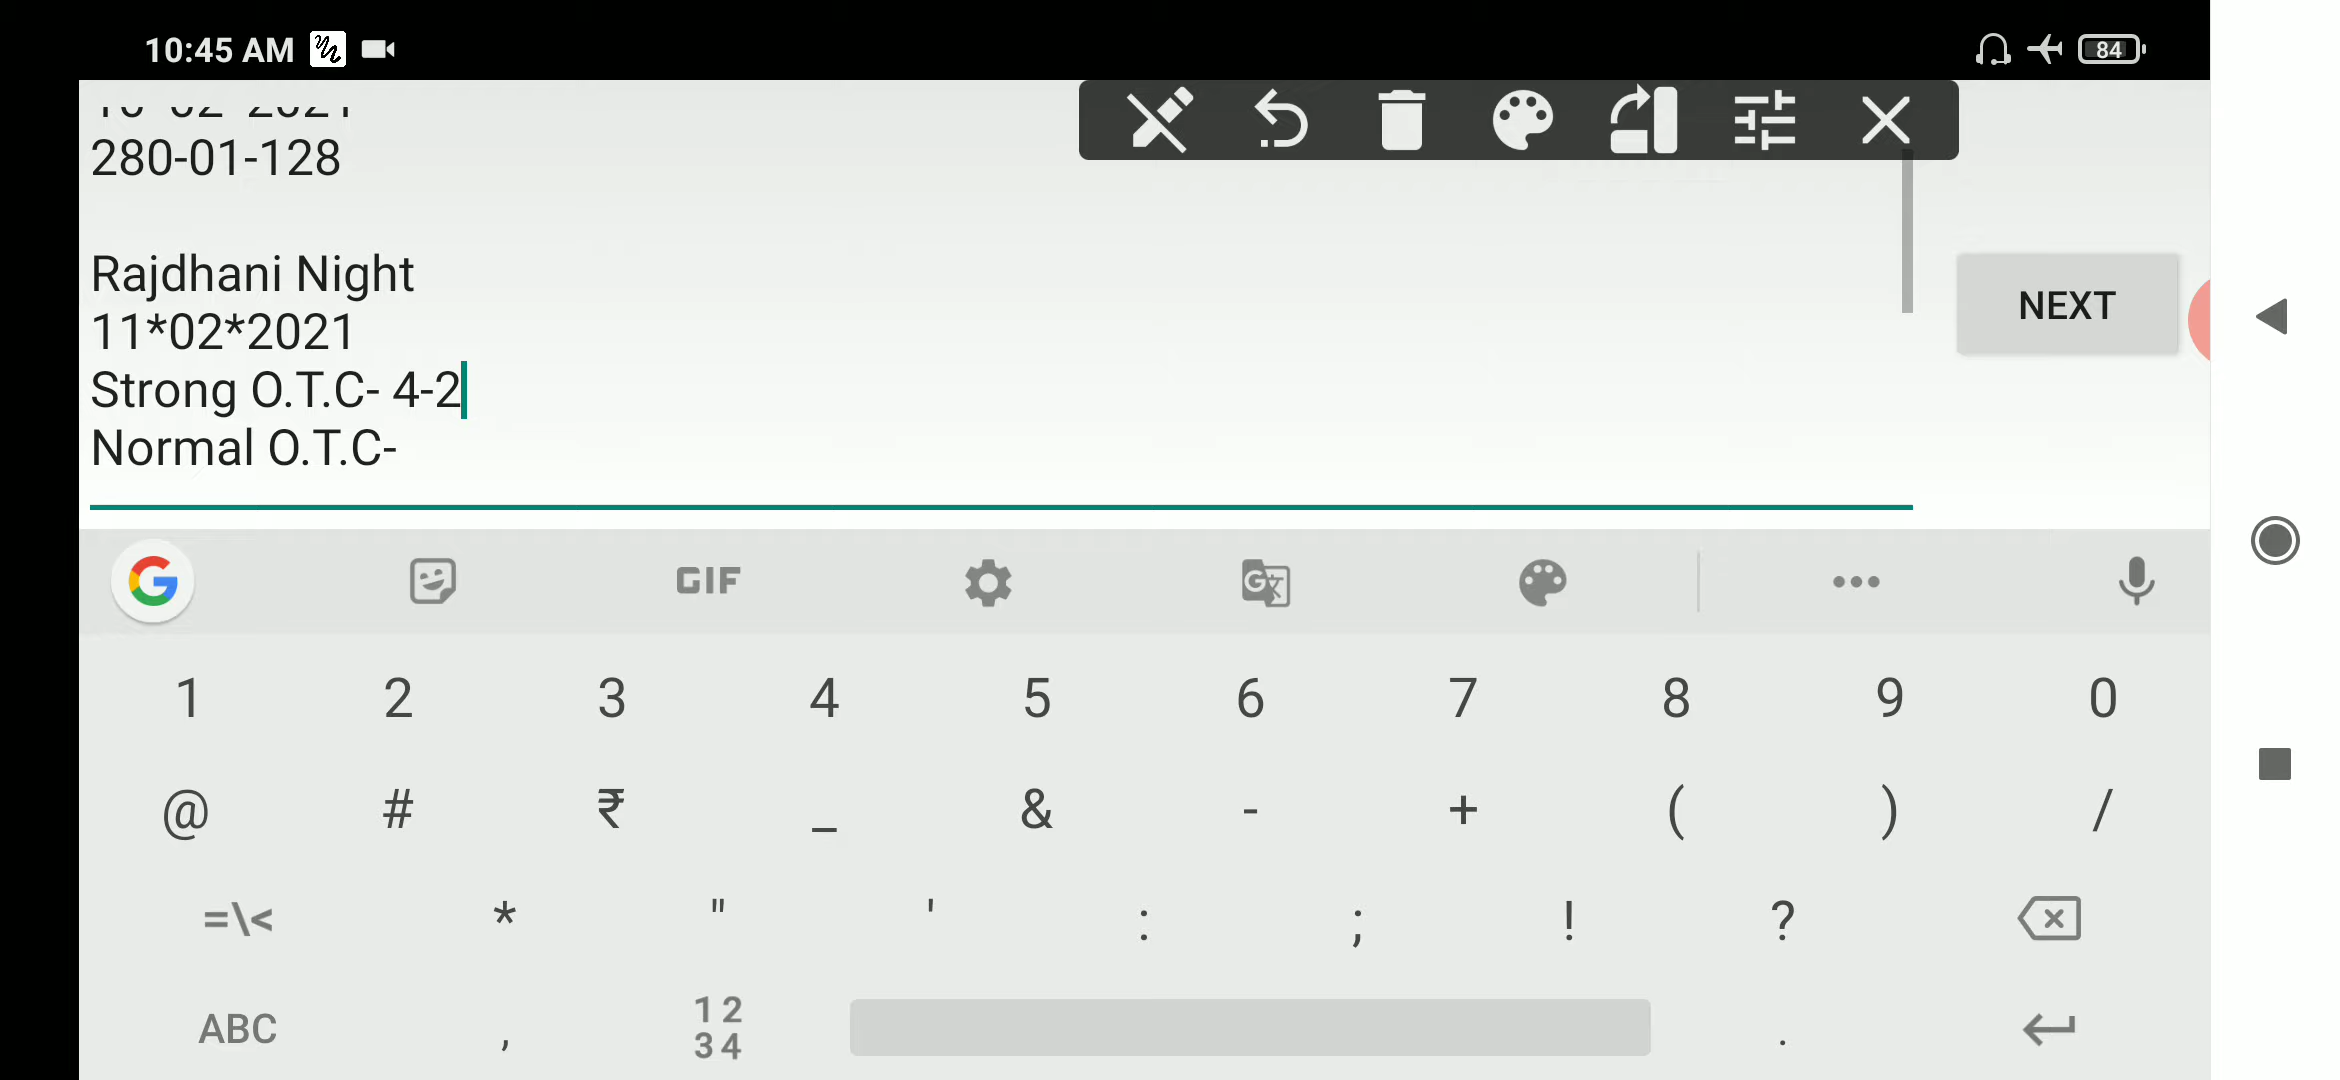 10:45 AM
84
280-01-128
Rajdhani Night
11*02*2021
Strong O.T.C- 4-2
Normal O.T.C-
NEXT
GIF
1 2 3 4 5 6 7 8 9 0
@ # ₹ _ & - + ( ) /
=\< * " ' : ; ! ?
ABC , 12 34 .